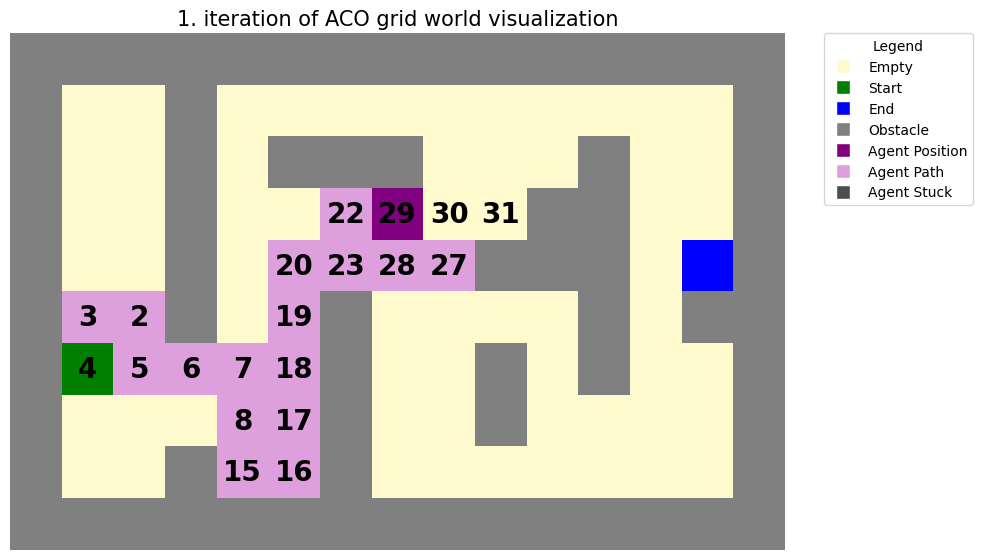 1. iteration of ACO grid world visualization
Legend
Empty
Start
End
Obstacle
Agent Position
Agent Path
Agent Stuck
22 29 30 31
20 23 28 27
3 2 19
4 5 6 7 18
8 17
15 16